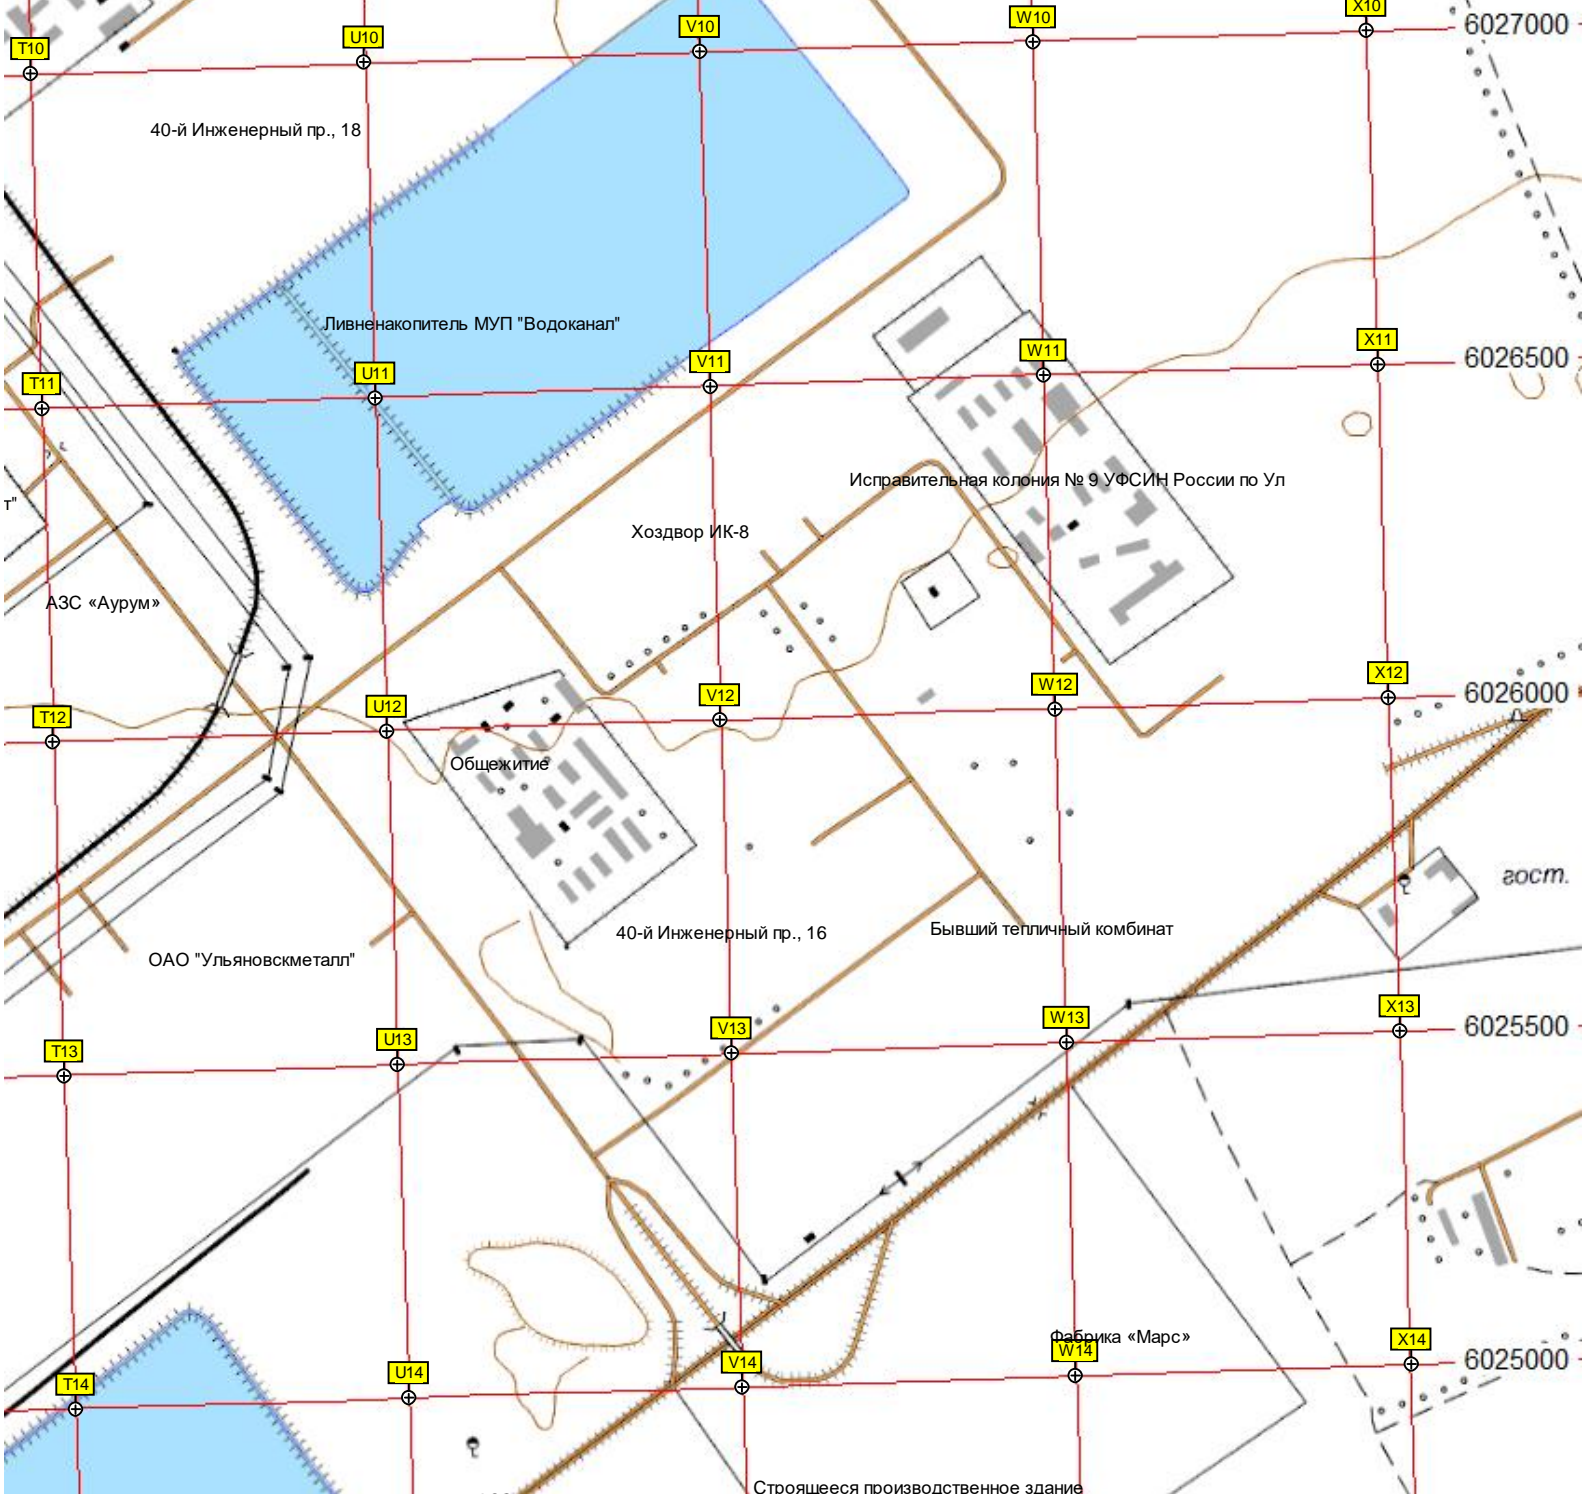 X10
W10
6027000
V10
U10
T10
40-й Инженерный пр., 18
Ливненакопитель МУП "Водоканал"
X11
W11
6026500
V11
U11
T11
Исправительная колония № 9 УФСИН России по Ул
т"
Хоздвор ИК-8
АЗС «Аурум»
X12
W12
6026000
V12
U12
T12
Общежитие
гост.
40-й Инженерный пр., 16
Бывший тепличный комбинат
ОАО "Ульяновскметалл"
X13
W13
6025500
V13
U13
T13
Фабрика «Марс»
X14
W14
6025000
V14
U14
T14
Строящееся производственное здание